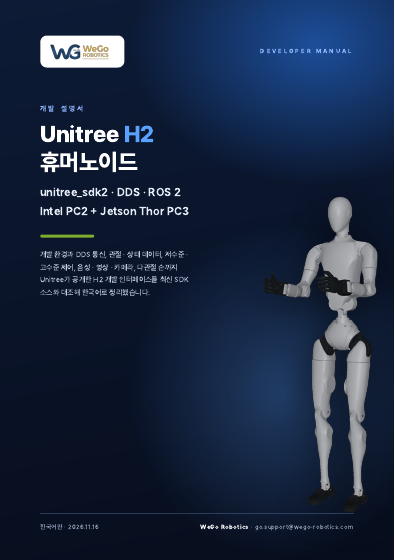 WG WeGo
ROBOTICS
DEVELOPER MANUAL
개발 설명서
Unitree H2
휴머노이드
unitree_sdk2 · DDS · ROS 2
Intel PC2 + Jetson Thor PC3
개발 환경과 DDS 통신, 관절 · 상태 데이터, 저수준 ·
고수준 제어, 음성 · 영상 · 카메라, 다관절 손까지
Unitree가 공개한 H2 개발 인터페이스를 최신 SDK
소스와 대조해 한국어로 정리했습니다.
한국어판 · 2026.11.16
WeGo Robotics · go.support@wego-robotics.com